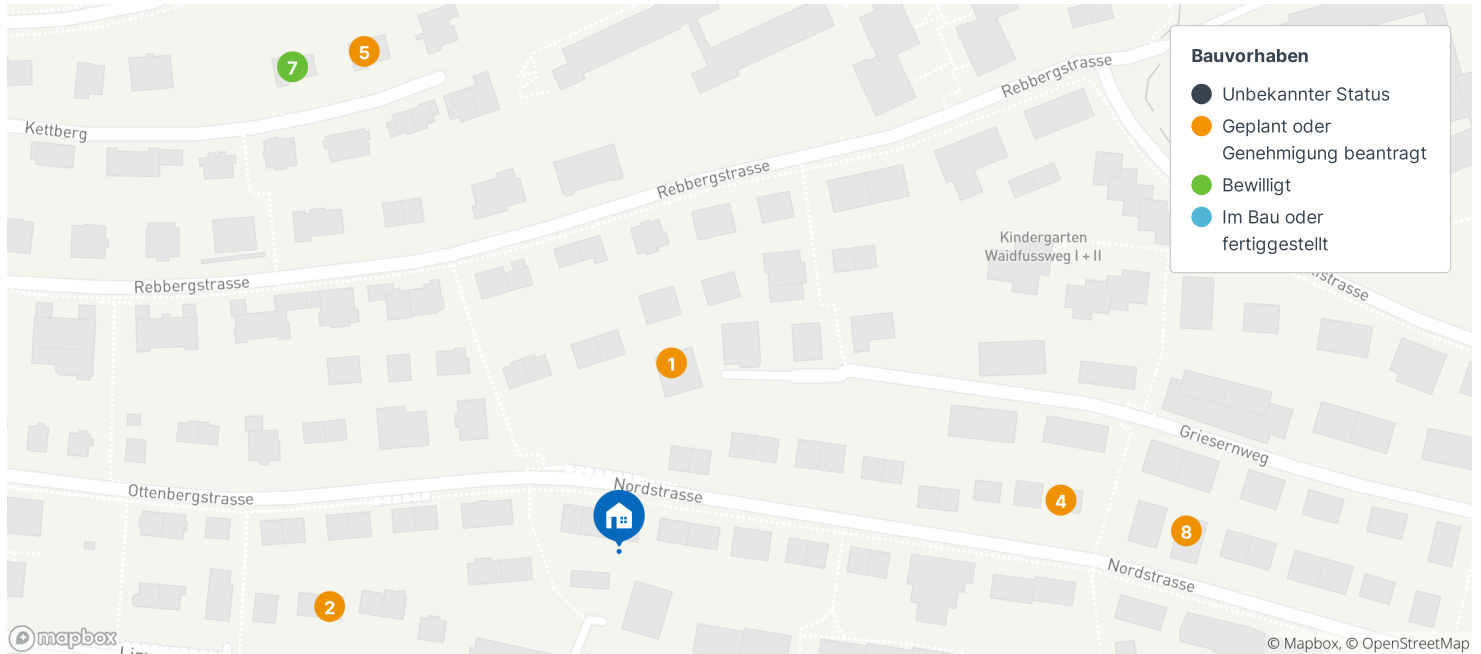 7
5
Kettberg
Rebbergstrasse
Rebbergstrasse
Rebbergstrasse
Kindergarten
Waidfussweg I + II
1
Griesernweg
Ottenbergstrasse
Nordstrasse
4
8
Nordstrasse
2
mapbox
Bauvorhaben
Unbekannter Status
Geplant oder
Genehmigung beantragt
Bewilligt
Im Bau oder
fertiggestellt
© Mapbox, © OpenStreetMap